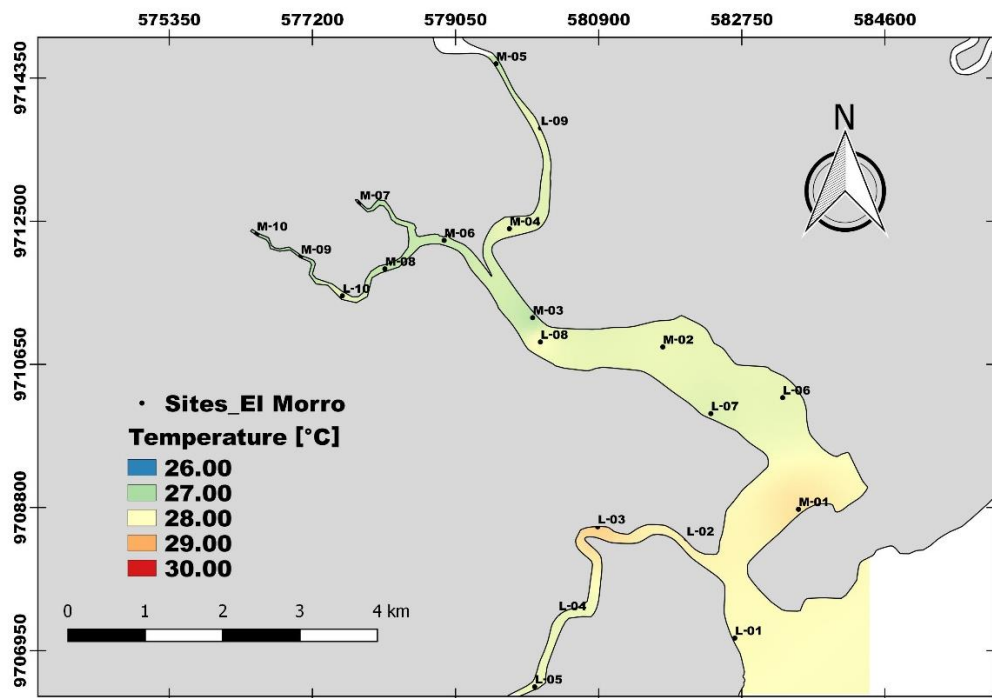 575350 577200 579050 580900 582750 584600
9714350
9712500
9710650
9708800
9706950
N
M-05
L-09
M-07
M-04
M-10
M-06
M-09
M-08
L-10
M-03
L-08
M-02
L-06
L-07
M-01
L-03
L-02
L-04
L-01
L-05
Sites_El Morro
Temperature [°C]
26.00
27.00
28.00
29.00
30.00
0 1 2 3 4 km